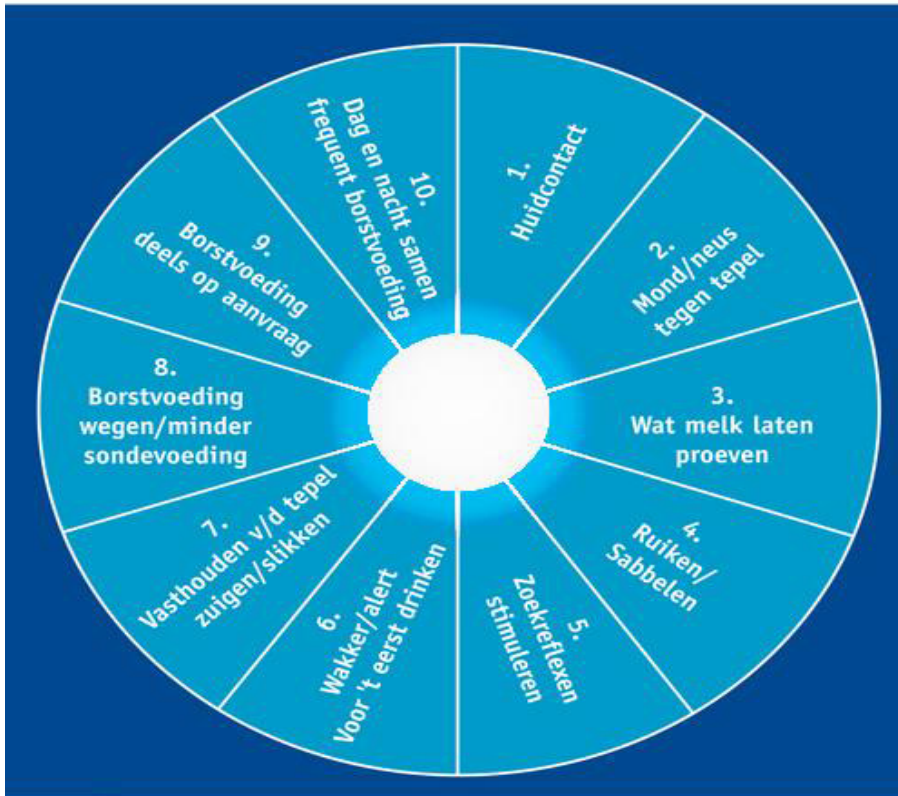 1.
Huidcontact
2.
Mond/neus
tegen tepel
3.
Wat melk laten
proeven
4.
Ruiken/
Sabbelen
5.
Zoekreflexen
stimuleren
6.
Wakker/alert
Voor 't eerst drinken
7.
Vasthouden v/d tepel
zuigen/slikken
8.
Borstvoeding
wegen/minder
sondevoeding
9.
Borstvoeding
deels op aanvraag
10.
Dag en nacht samen
frequent borstvoeding